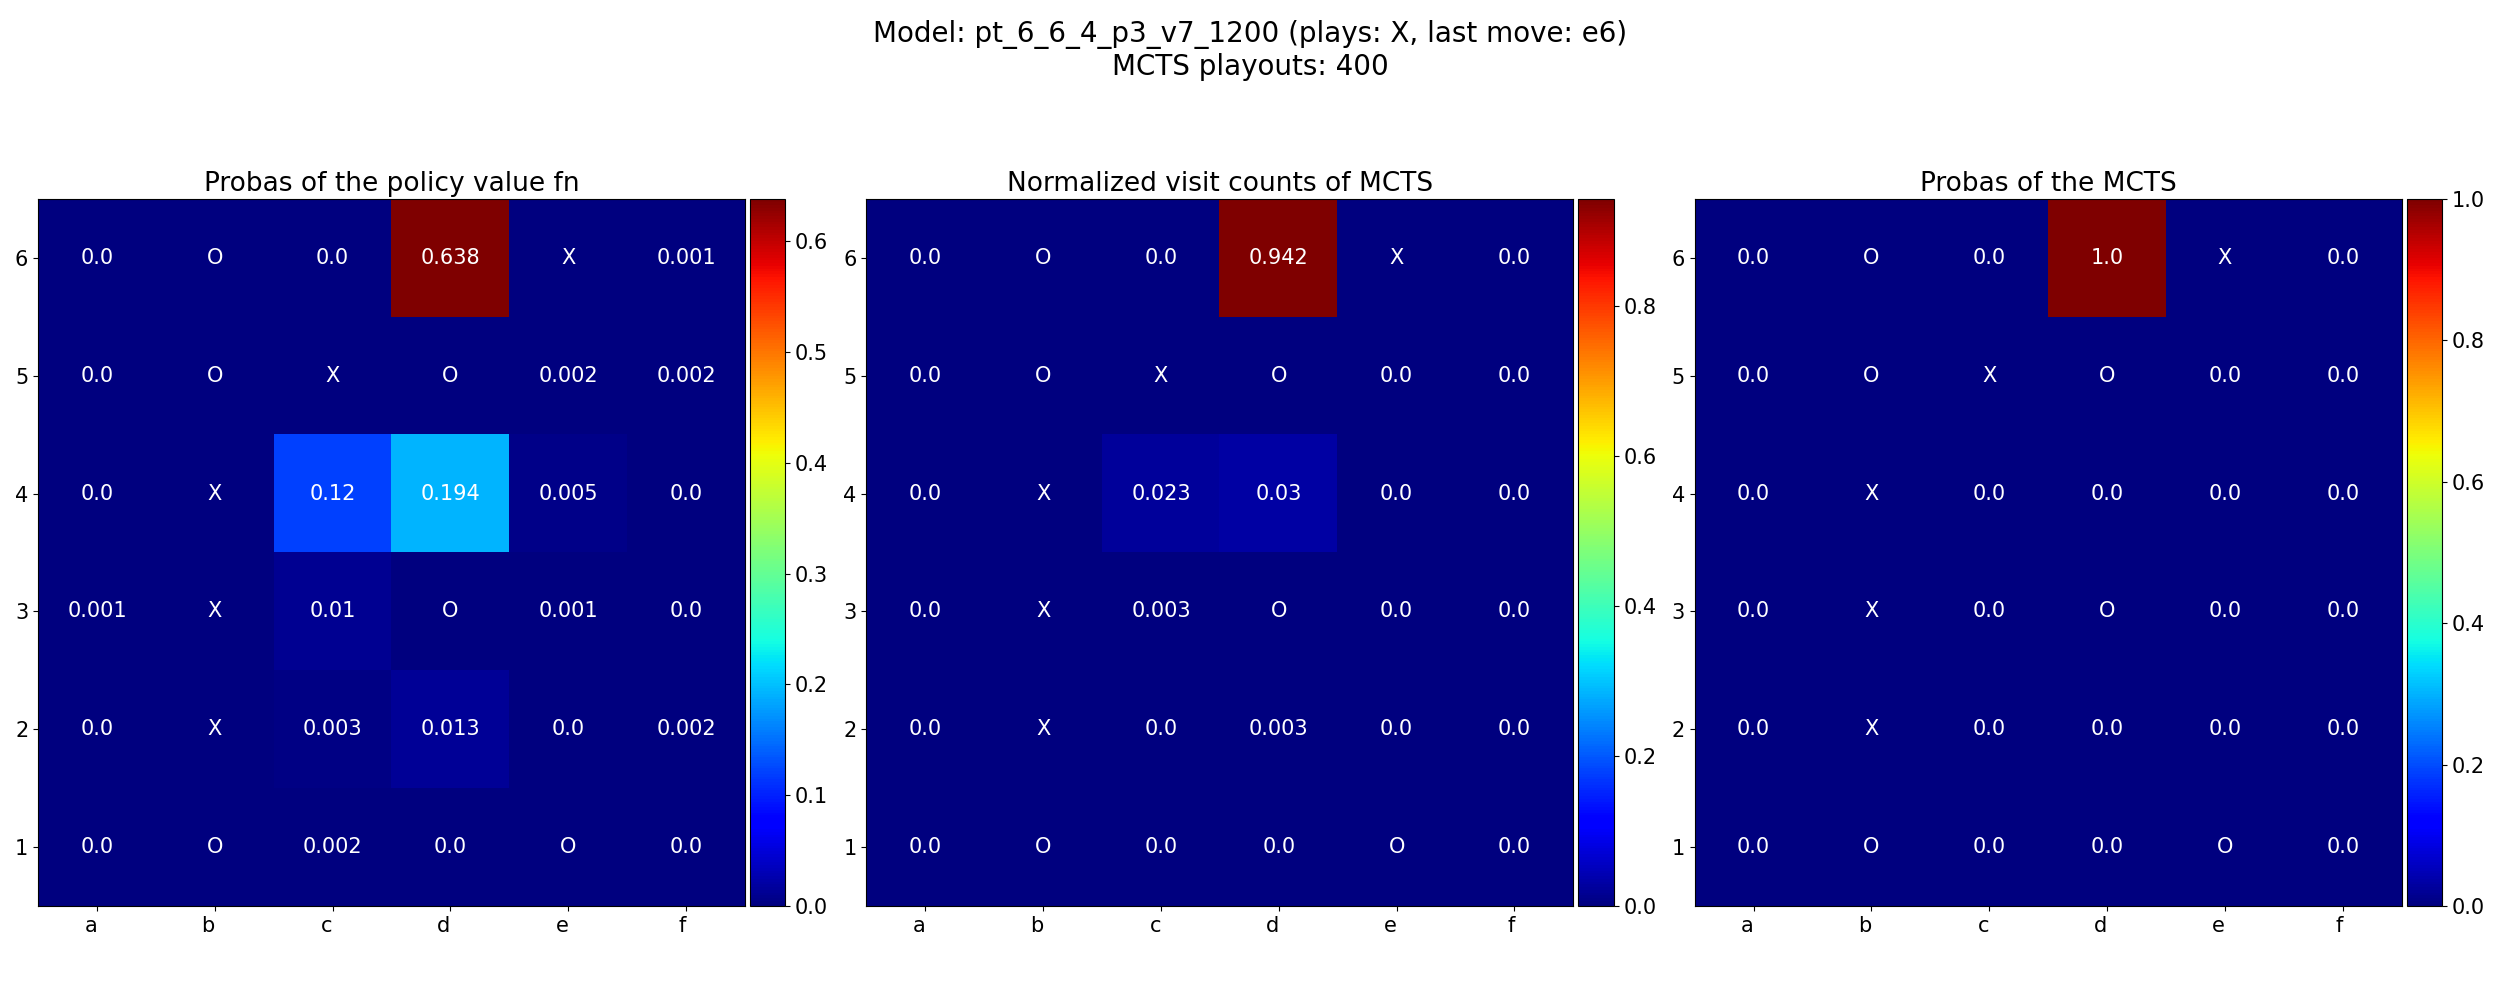 Model: pt_6_6_4_p3_v7_1200 (plays: X, last move: e6)
MCTS playouts: 400
Probas of the policy value fn
6 0.0 O 0.0 0.638 X 0.001
5 0.0 O X O 0.002 0.002
4 0.0 X 0.12 0.194 0.005 0.0
3 0.001 X 0.01 O 0.001 0.0
2 0.0 X 0.003 0.013 0.0 0.002
1 0.0 O 0.002 0.0 O 0.0
a b c d e f
0.6
0.5
0.4
0.3
0.2
0.1
0.0
Normalized visit counts of MCTS
6 0.0 O 0.0 0.942 X 0.0
5 0.0 O X O 0.0 0.0
4 0.0 X 0.023 0.03 0.0 0.0
3 0.0 X 0.003 O 0.0 0.0
2 0.0 X 0.0 0.003 0.0 0.0
1 0.0 O 0.0 0.0 O 0.0
a b c d e f
0.8
0.6
0.4
0.2
0.0
Probas of the MCTS
6 0.0 O 0.0 1.0 X 0.0
5 0.0 O X O 0.0 0.0
4 0.0 X 0.0 0.0 0.0 0.0
3 0.0 X 0.0 O 0.0 0.0
2 0.0 X 0.0 0.0 0.0 0.0
1 0.0 O 0.0 0.0 O 0.0
a b c d e f
1.0
0.8
0.6
0.4
0.2
0.0